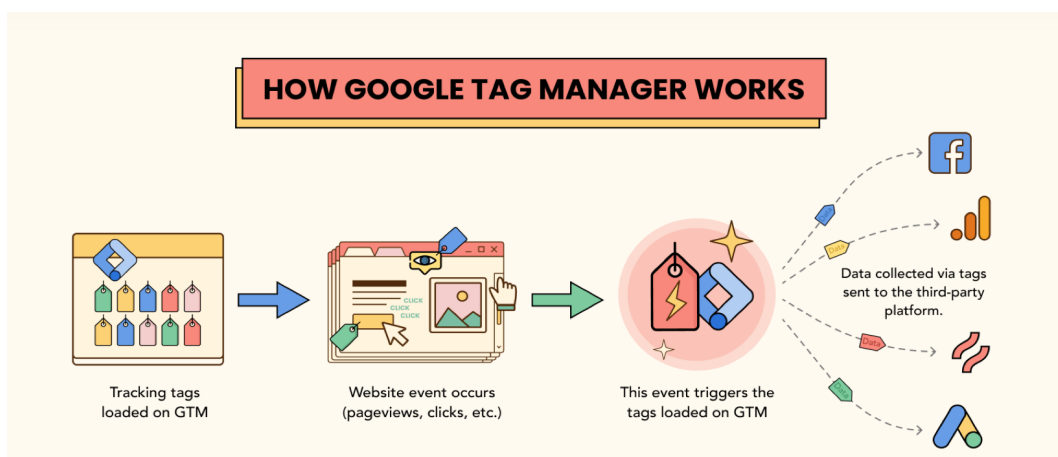 HOW GOOGLE TAG MANAGER WORKS
Tracking tags
loaded on GTM
CLICK
CLICK
CLICK
Website event occurs
(pageviews, clicks, etc.)
This event triggers the
tags loaded on GTM
Data
Data
Data collected via tags
sent to the third-party
platform.
Data
Data